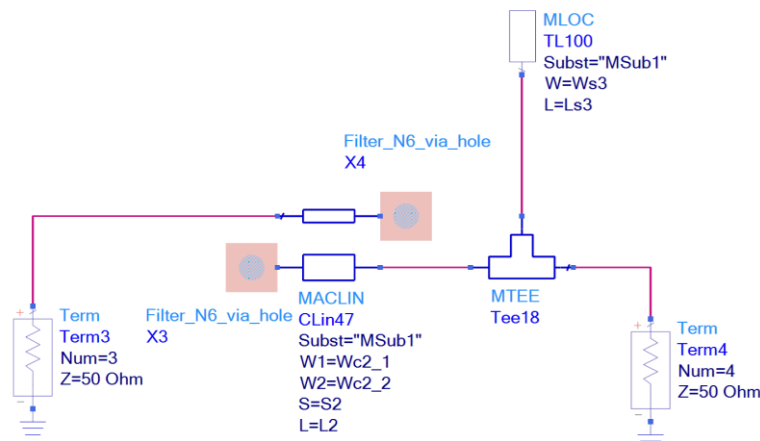 MLOC
TL100
Subst="MSub1"
W=Ws3
L=Ls3
Filter_N6_via_hole
X4
Filter_N6_via_hole
X3
MACLIN
CLin47
Subst="MSub1"
W1=Wc2_1
W2=Wc2_2
S=S2
L=L2
MTEE
Tee18
+
Term
Term3
Num=3
Z=50 Ohm
−
+
Term
Term4
Num=4
Z=50 Ohm
−